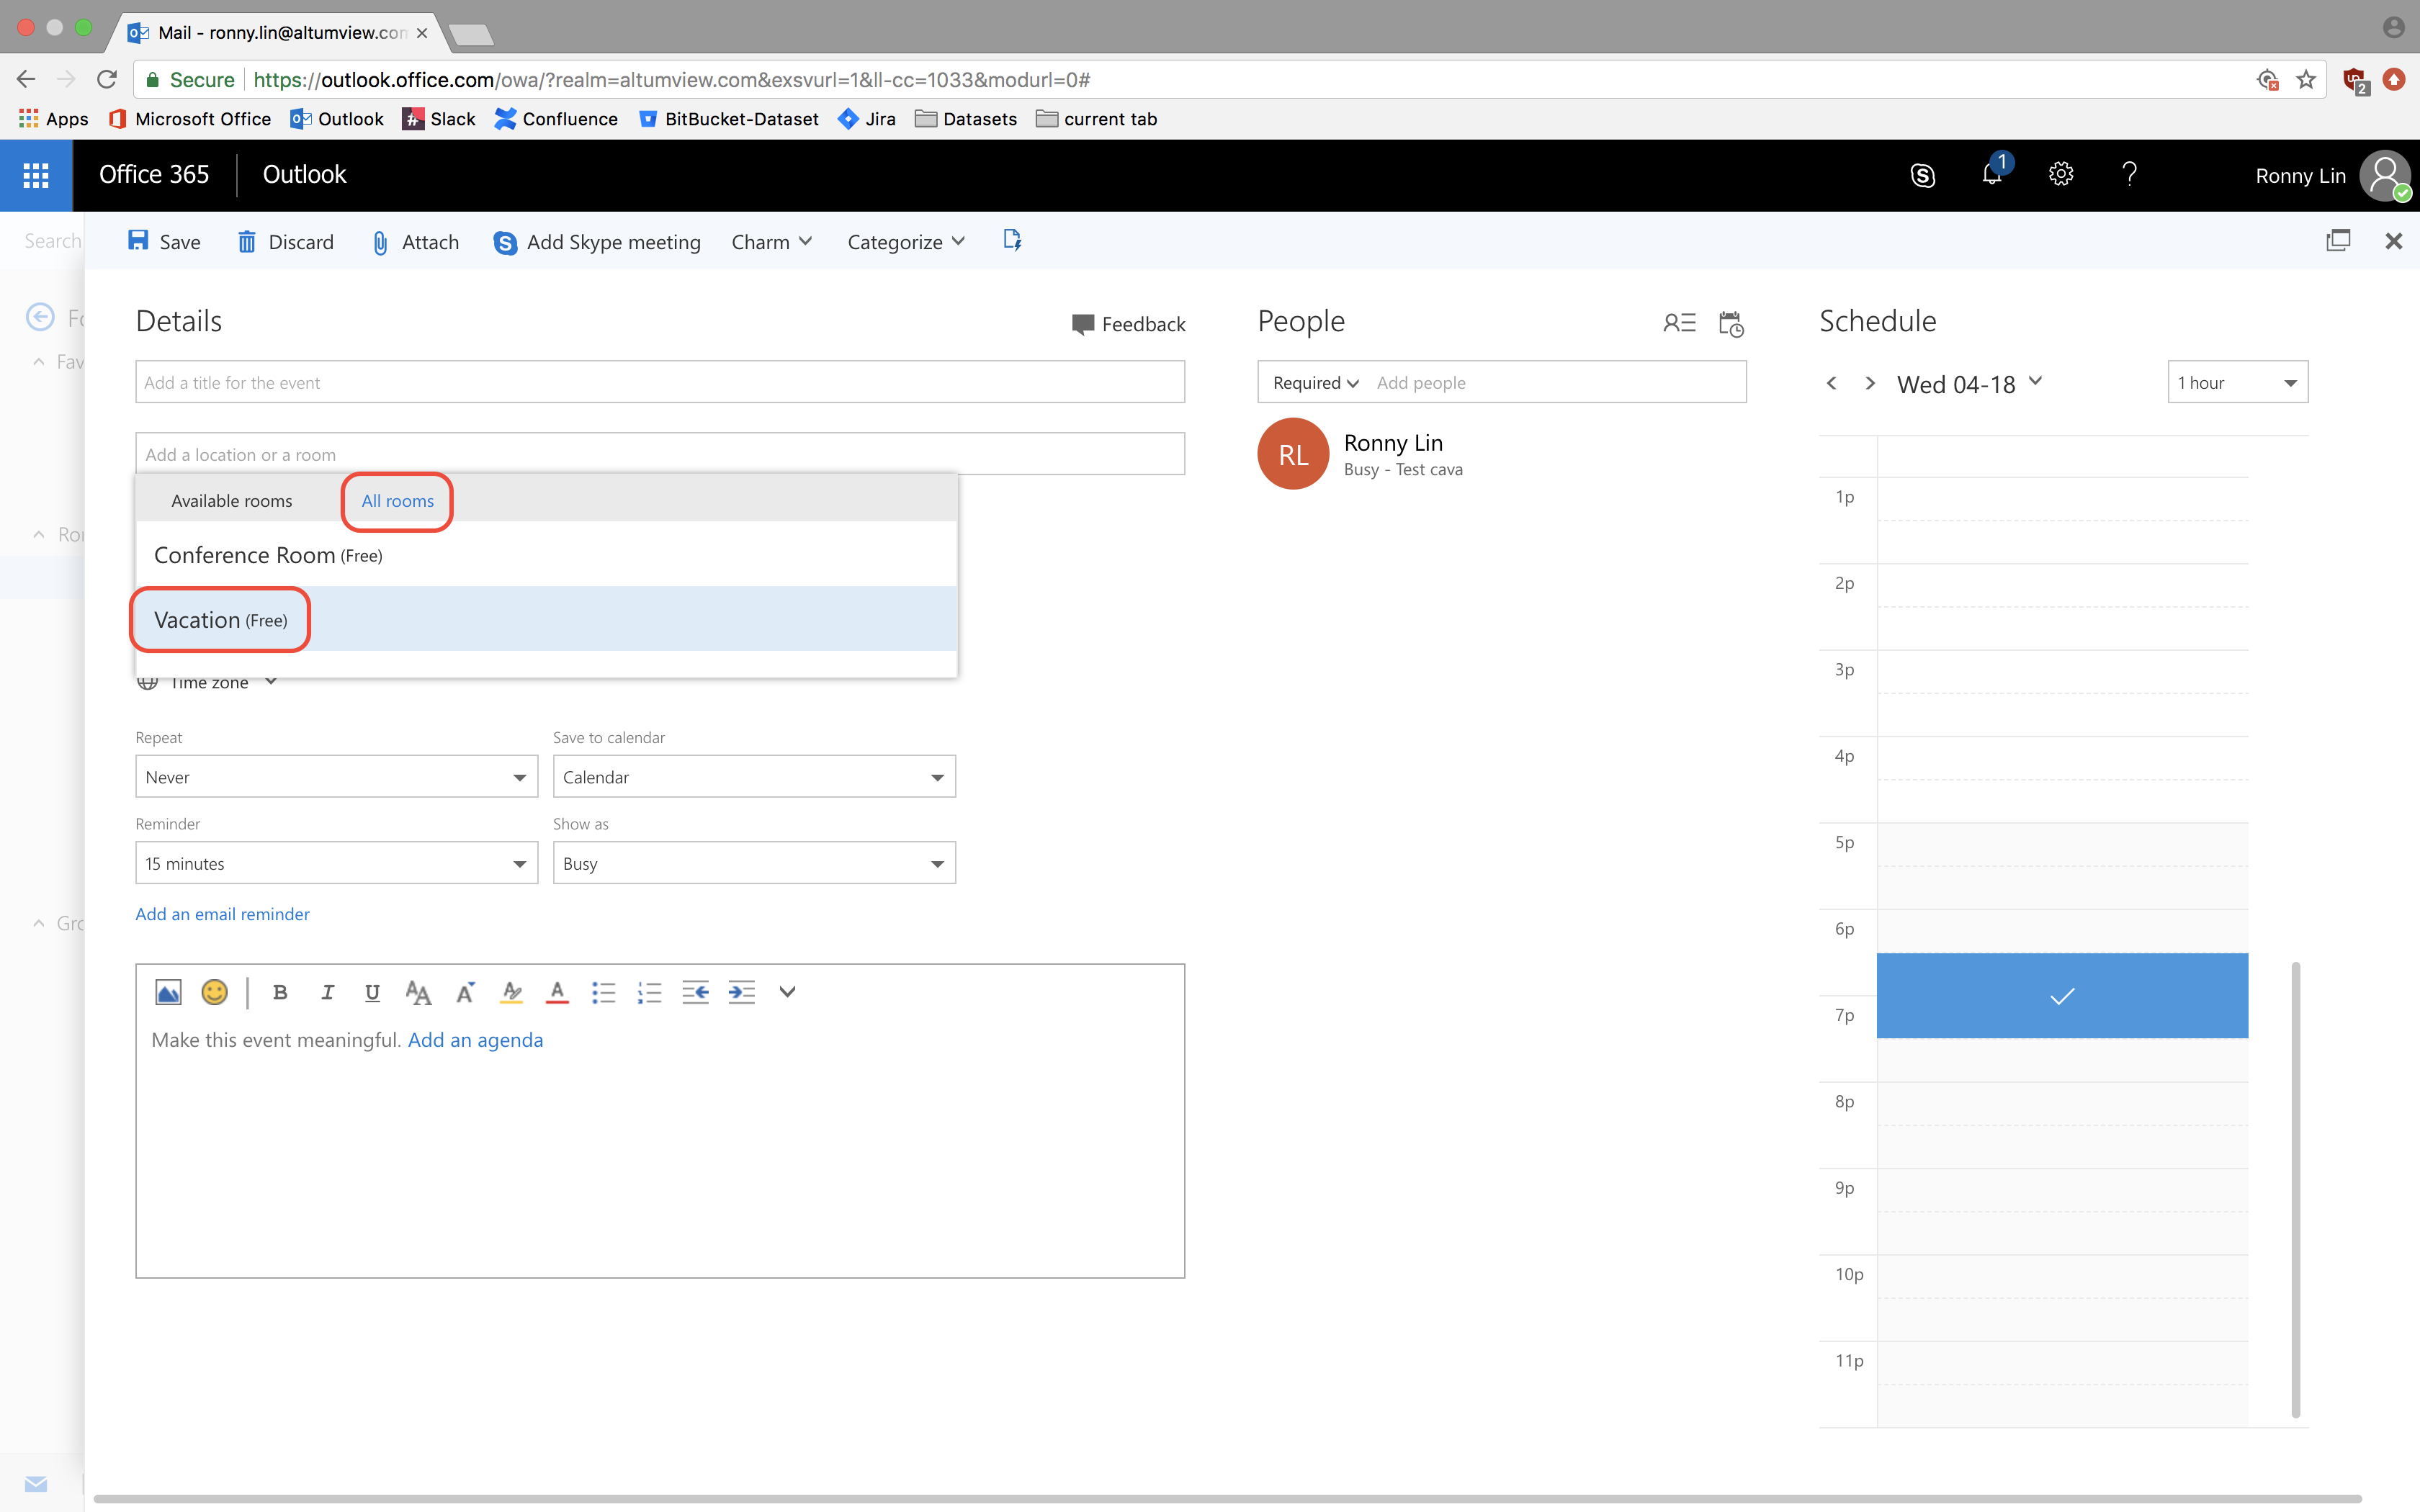 Mail - ronny.lin@altumview.com
Secure https://outlook.office.com/owa/?realm=altumview.com&exsvurl=1&ll-cc=1033&modurl=0#
2
Apps Microsoft Office Outlook Slack Confluence BitBucket-Dataset Jira Datasets current tab
Office 365 Outlook 1 ? Ronny Lin
Search Save Discard Attach Add Skype meeting Charm Categorize
Details Feedback People Schedule
Fo
Fav
Add a title for the event Required Add people Wed 04-18 1 hour
Add a location or a room RL Ronny Lin
Busy - Test cava
Available rooms All rooms 1p
Ro
Conference Room (Free)
2p
Vacation (Free)
3p
Time zone
Repeat Save to calendar
4p
Never Calendar
Reminder Show as
5p
15 minutes Busy
Add an email reminder
Gro
6p
B I U AA A A A
7p
Make this event meaningful. Add an agenda
8p
9p
10p
11p